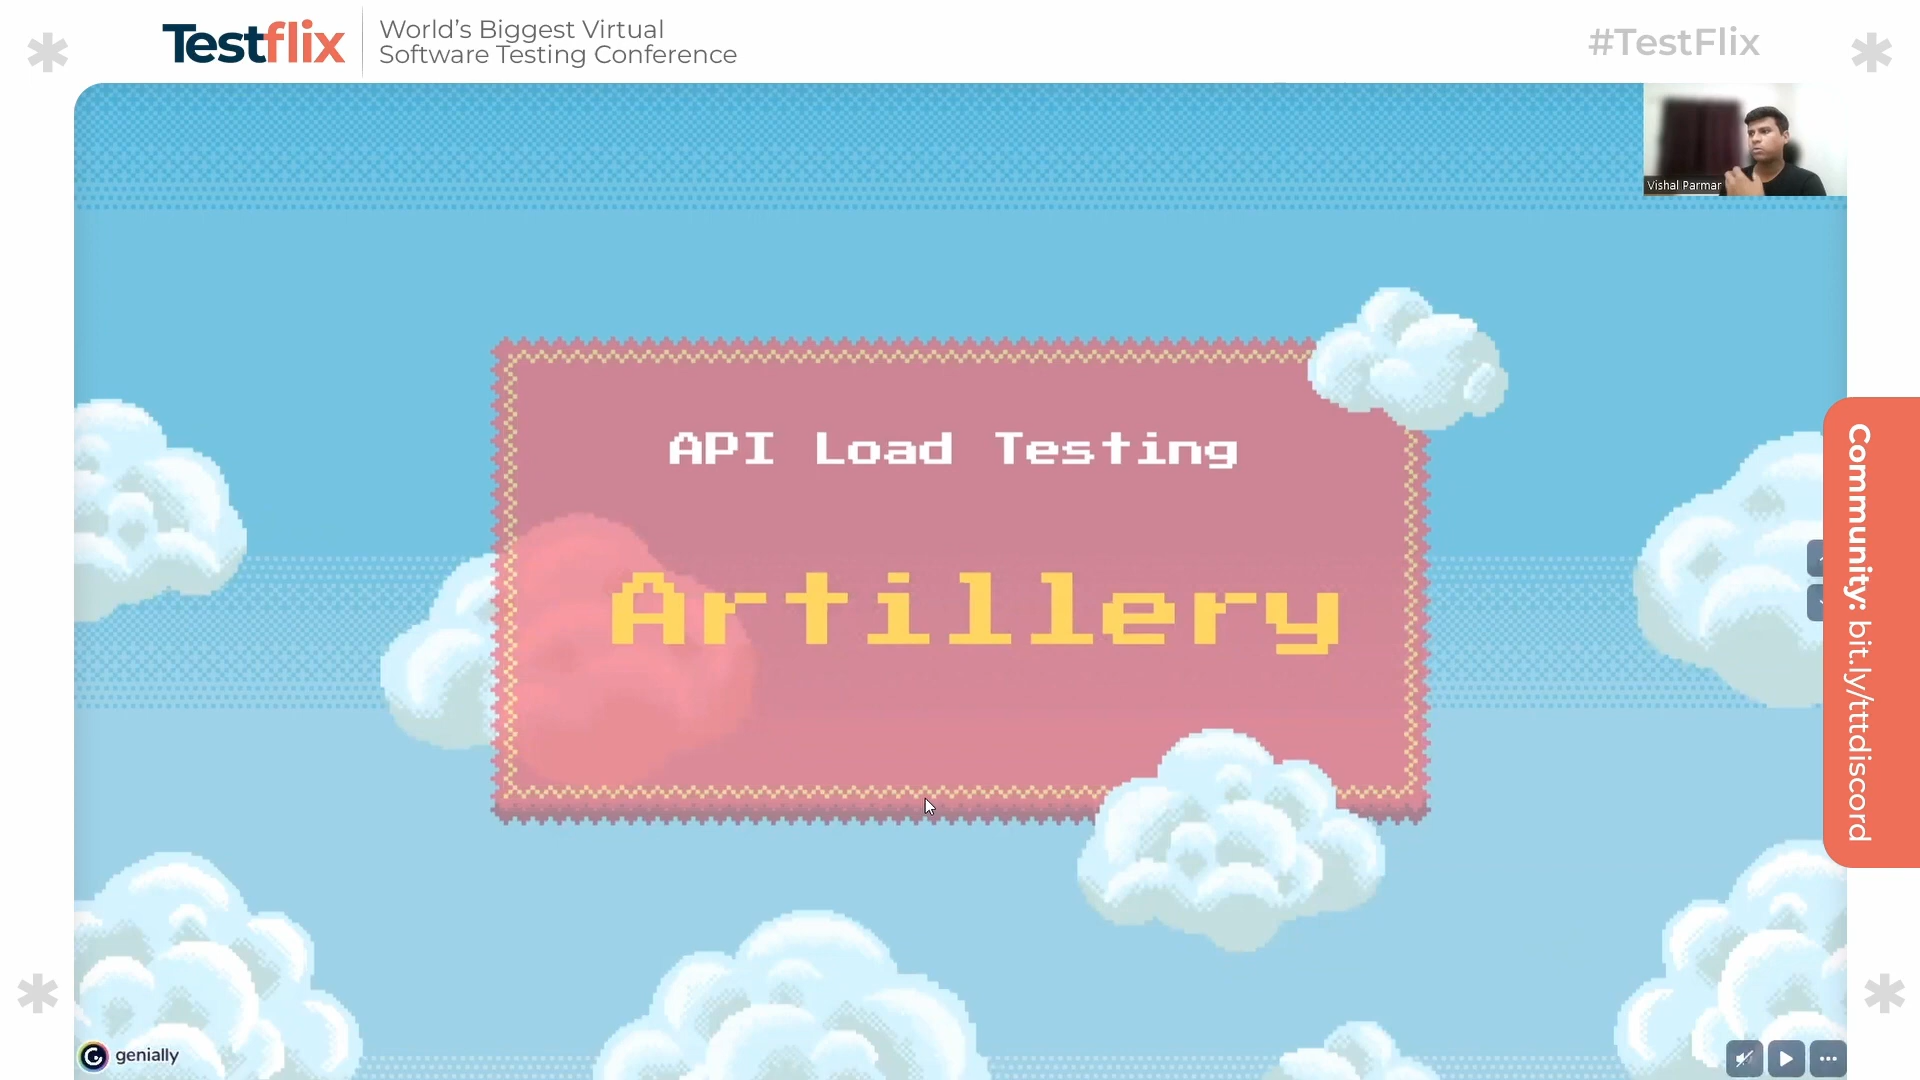 Testflix
World’s Biggest Virtual
Software Testing Conference
#TestFlix
Vishal Parmar
API Load Testing
Artillery
Community: bit.ly/tttdiscord
genially